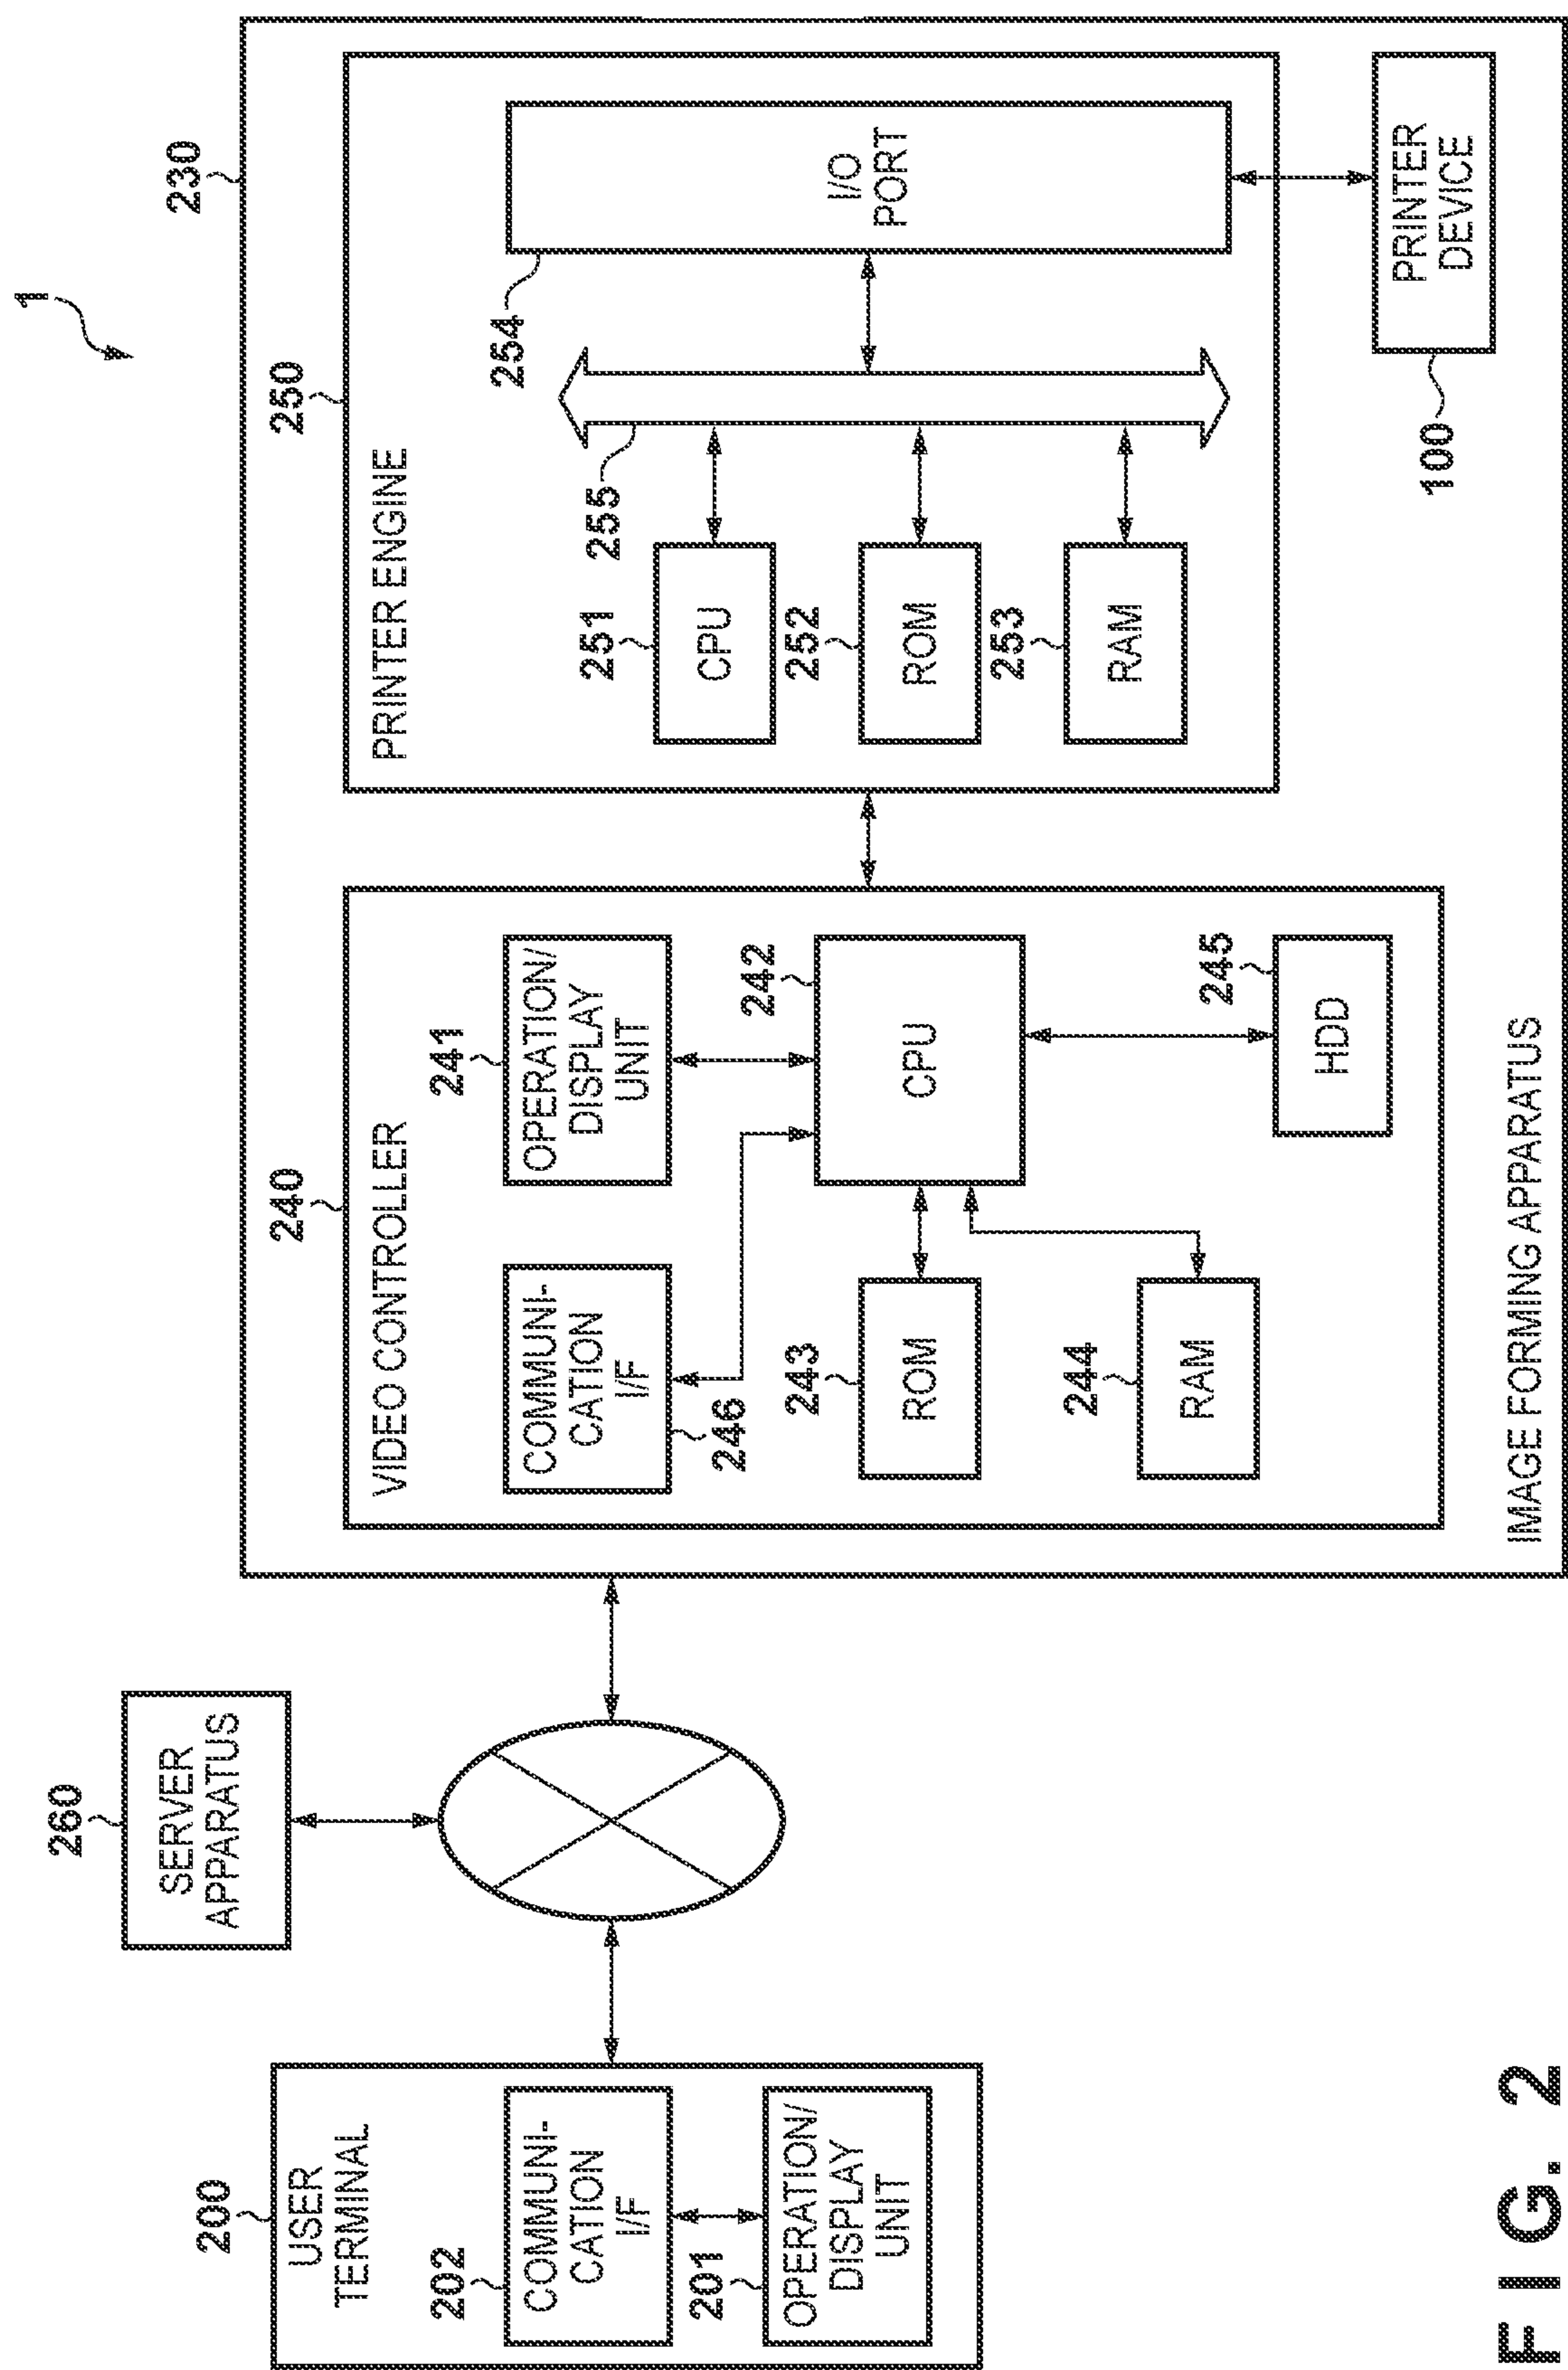 FIG. 2
1
200
USER
TERMINAL
202
COMMUNI-
CATION
I/F
201
OPERATION/
DISPLAY
UNIT
260
SERVER
APPARATUS
230
240
VIDEO CONTROLLER
246
COMMUNI-
CATION
I/F
241
OPERATION/
DISPLAY
UNIT
242
CPU
243
ROM
244
RAM
245
HDD
250
PRINTER ENGINE
251
CPU
252
ROM
253
RAM
255
254
I/O
PORT
100
PRINTER
DEVICE
IMAGE FORMING APPARATUS